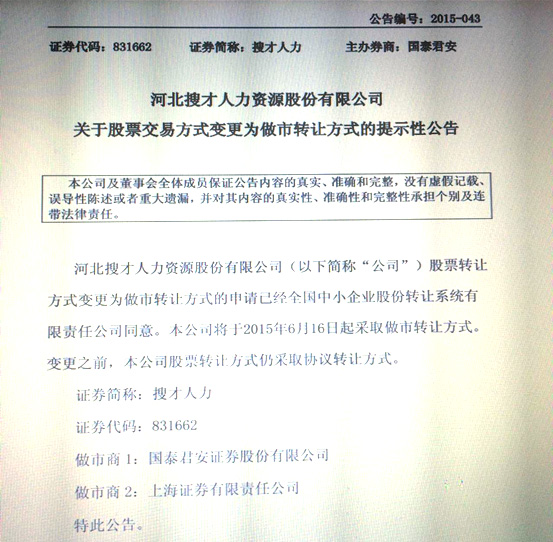 公告编号：2015-043
证券代码：831662 证券简称：搜才人力 主办券商：国泰君安
河北搜才人力资源股份有限公司
关于股票交易方式变更为做市转让方式的提示性公告
本公司及董事会全体成员保证公告内容的真实、准确和完整，没有虚假记载、
误导性陈述或者重大遗漏，并对其内容的真实性、准确性和完整性承担个别及连
带法律责任。
河北搜才人力资源股份有限公司（以下简称“公司”）股票转让
方式变更为做市转让方式的申请已经全国中小企业股份转让系统有
限责任公司同意。本公司将于2015年6月16日起采取做市转让方式。
变更之前，本公司股票转让方式仍采取协议转让方式。
证券简称：搜才人力
证券代码：831662
做市商1：国泰君安证券股份有限公司
做市商2：上海证券有限责任公司
特此公告。